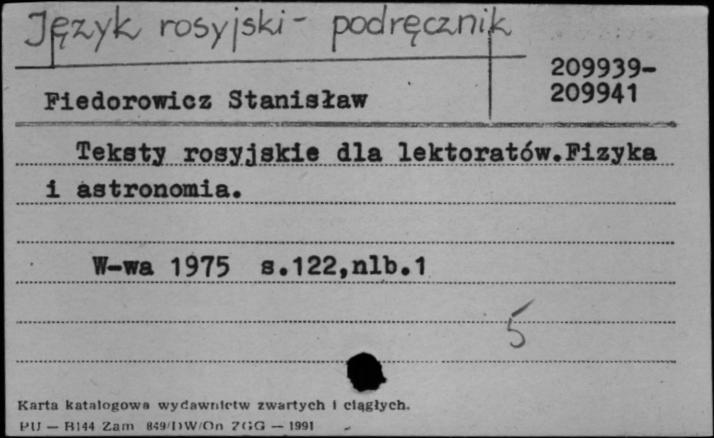 Język rosyjski - podręcznik
209939-
209941
Fiedorowicz Stanisław
Teksty rosyjskie dla lektoratów.Fizyka
i astronomia.
W-wa 1975 s.122,nlb.1
5
Karta katalogowa wydawnictw zwartych i ciągłych.
PU — H144 Zam 849/DW/On ZGG — 1991